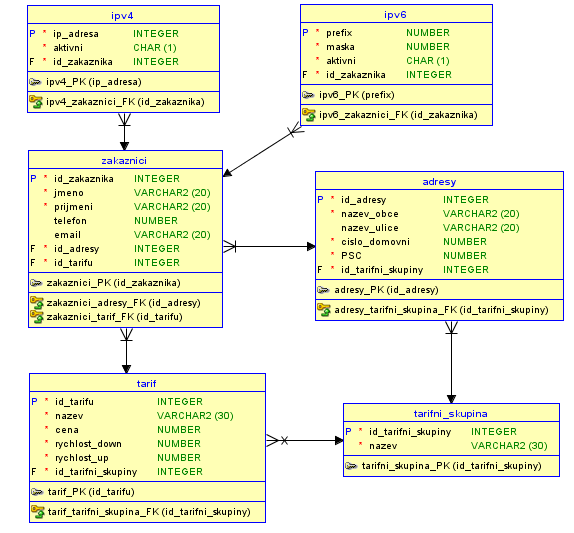 ipv4
P * ip_adresa INTEGER
* aktivni CHAR (1)
F * id_zakaznika INTEGER
ipv4_PK (ip_adresa)
ipv4_zakaznici_FK (id_zakaznika)
ipv6
P * prefix NUMBER
* maska NUMBER
* aktivni CHAR (1)
F * id_zakaznika INTEGER
ipv6_PK (prefix)
ipv6_zakaznici_FK (id_zakaznika)
zakaznici
P * id_zakaznika INTEGER
* jmeno VARCHAR2 (20)
* prijmeni VARCHAR2 (20)
telefon NUMBER
email VARCHAR2 (20)
F * id_adresy INTEGER
F * id_tarifu INTEGER
zakaznici_PK (id_zakaznika)
zakaznici_adresy_FK (id_adresy)
zakaznici_tarif_FK (id_tarifu)
adresy
P * id_adresy INTEGER
* nazev_obce VARCHAR2 (20)
nazev_ulice VARCHAR2 (20)
* cislo_domovni NUMBER
* PSC NUMBER
F * id_tarifni_skupiny INTEGER
adresy_PK (id_adresy)
adresy_tarifni_skupina_FK (id_tarifni_skupiny)
tarif
P * id_tarifu INTEGER
* nazev VARCHAR2 (30)
* cena NUMBER
* rychlost_down NUMBER
* rychlost_up NUMBER
F * id_tarifni_skupiny INTEGER
tarif_PK (id_tarifu)
tarif_tarifni_skupina_FK (id_tarifni_skupiny)
tarifni_skupina
P * id_tarifni_skupiny INTEGER
* nazev VARCHAR2 (30)
tarifni_skupina_PK (id_tarifni_skupiny)